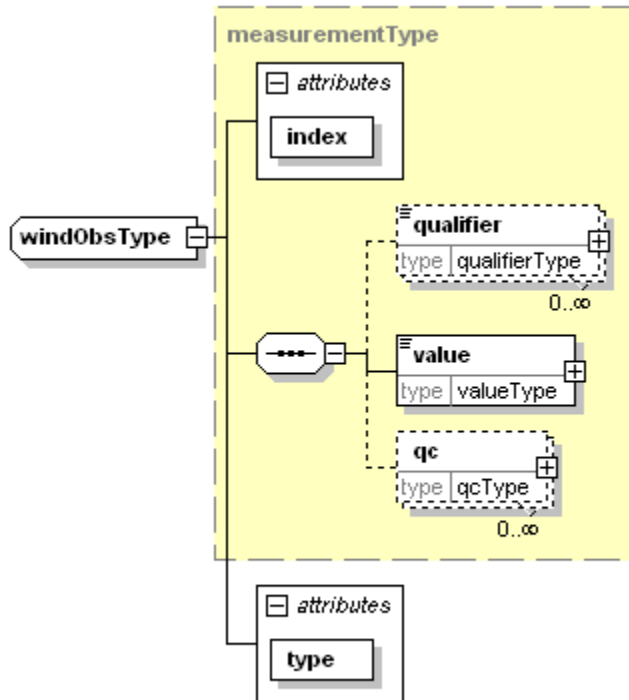 measurementType
attributes
index
windObsType
qualifier
type qualifierType
0..∞
value
type valueType
qc
type qcType
0..∞
attributes
type